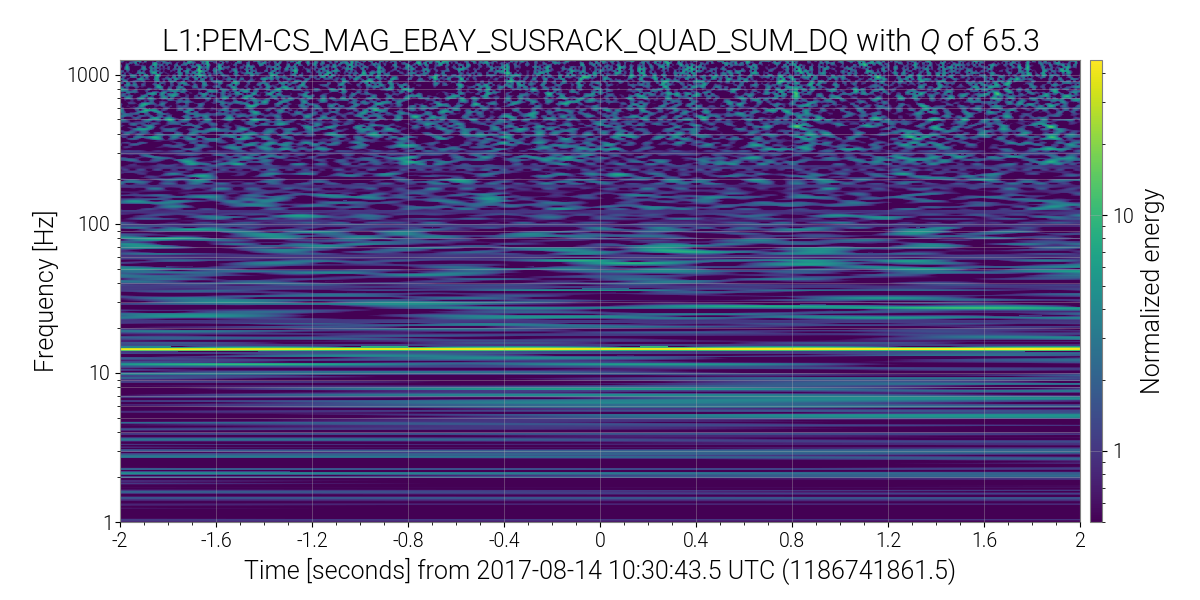 L1:PEM-CS_MAG_EBAY_SUSRACK_QUAD_SUM_DQ with Q of 65.3
1000
100
10
1
Frequency [Hz]
-2 -1.6 -1.2 -0.8 -0.4 0 0.4 0.8 1.2 1.6 2
Time [seconds] from 2017-08-14 10:30:43.5 UTC (1186741861.5)
10
1
Normalized energy